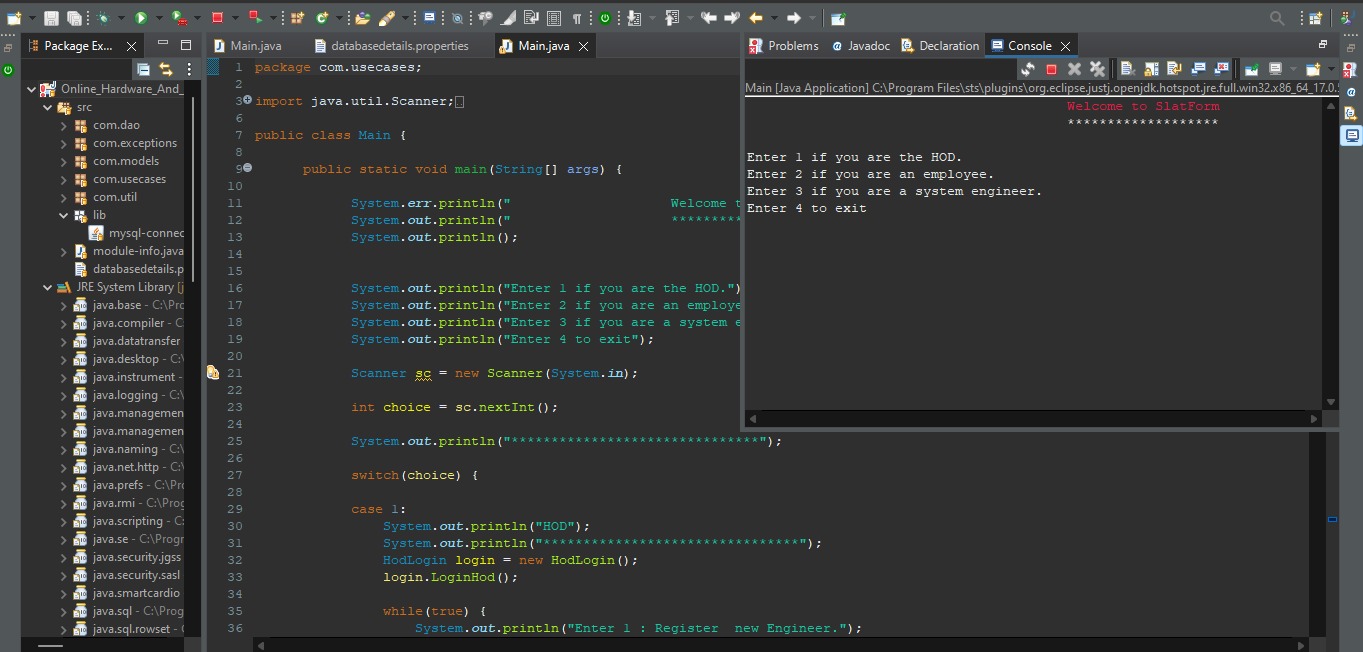 Package Ex...
Main.java
databasedetails.properties
Main.java
Problems
Javadoc
Declaration
Console
Online_Hardware_And_
src
com.dao
com.exceptions
com.models
com.usecases
com.util
lib
mysql-connec
module-info.java
databasedetails.p
JRE System Library [j
java.base - C:\Pro
java.compiler - C:
java.datatransfer
java.desktop - C:\
java.instrument -
java.logging - C:\
java.managemen
java.managemen
java.naming - C:\
java.net.http - C:\
java.prefs - C:\Pro
java.rmi - C:\Prog
java.scripting - C:
java.se - C:\Progr
java.security.jgss
java.security.sasl
java.smartcardio
java.sql - C:\Prog
java.sql.rowset - C
1 package com.usecases;
2
3 import java.util.Scanner;
6
7 public class Main {
8
9 public static void main(String[] args) {
10
11 System.err.println(" Welcome t
12 System.out.println(" *********
13 System.out.println();
14
15
16 System.out.println("Enter 1 if you are the HOD.")
17 System.out.println("Enter 2 if you are an employe
18 System.out.println("Enter 3 if you are a system e
19 System.out.println("Enter 4 to exit");
20
21 Scanner sc = new Scanner(System.in);
22
23 int choice = sc.nextInt();
24
25 System.out.println("*******************************");
26
27 switch(choice) {
28
29 case 1:
30 System.out.println("HOD");
31 System.out.println("********************************");
32 HodLogin login = new HodLogin();
33 login.LoginHod();
34
35 while(true) {
36 System.out.println("Enter 1 : Register  new Engineer.");
Main [Java Application] C:\Program Files\sts\plugins\org.eclipse.justj.openjdk.hotspot.jre.full.win32.x86_64_17.0.
Welcome to SlatForm
*******************
Enter 1 if you are the HOD.
Enter 2 if you are an employee.
Enter 3 if you are a system engineer.
Enter 4 to exit